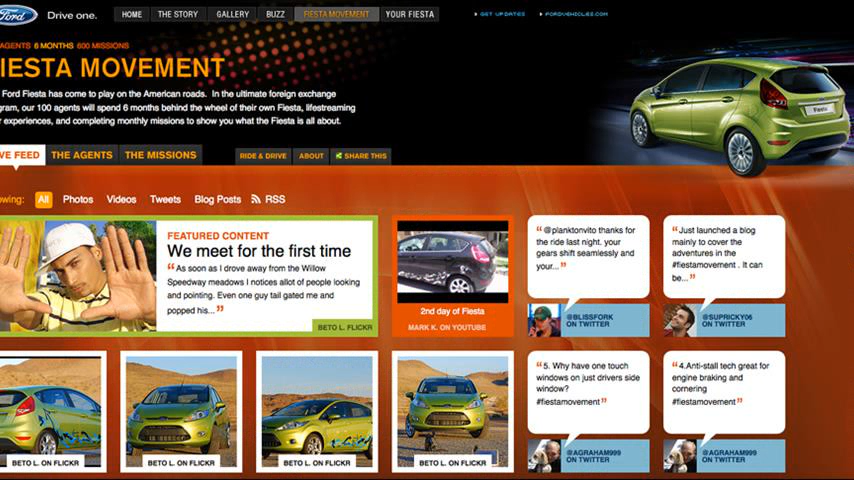 Ford
Drive one.
HOME
THE STORY
GALLERY
BUZZ
FIESTA MOVEMENT
YOUR FIESTA
GET UPDATES
FORDVEHICLES.COM
AGENTS 6 MONTHS 600 MISSIONS
IESTA MOVEMENT
Ford Fiesta has come to play on the American roads. In the ultimate foreign exchange
gram, our 100 agents will spend 6 months behind the wheel of their own Fiesta, lifestreaming
r experiences, and completing monthly missions to show you what the Fiesta is all about.
Fiesta
VE FEED
THE AGENTS
THE MISSIONS
RIDE & DRIVE
ABOUT
SHARE THIS
owing:
All
Photos
Videos
Tweets
Blog Posts
RSS
FEATURED CONTENT
We meet for the first time
“As soon as I drove away from the Willow
Speedway meadows I notices allot of people looking
and pointing. Even one guy tail gated me and
popped his...”
BETO L. FLICKR
2nd day of Fiesta
MARK K. ON YOUTUBE
“@planktonvito thanks for
the ride last night. your
gears shift seamlessly and
your...”
@BLISSFORK
ON TWITTER
“Just launched a blog
mainly to cover the
adventures in the
#fiestamovement . It can
be...”
@SUPRICKY06
ON TWITTER
BETO L. ON FLICKR
BETO L. ON FLICKR
BETO L. ON FLICKR
BETO L. ON FLICKR
“5. Why have one touch
windows on just drivers side
window?
#fiestamovement”
@AGRAHAM999
ON TWITTER
“4.Anti-stall tech great for
engine braking and
cornering
#fiestamovement”
@AGRAHAM999
ON TWITTER